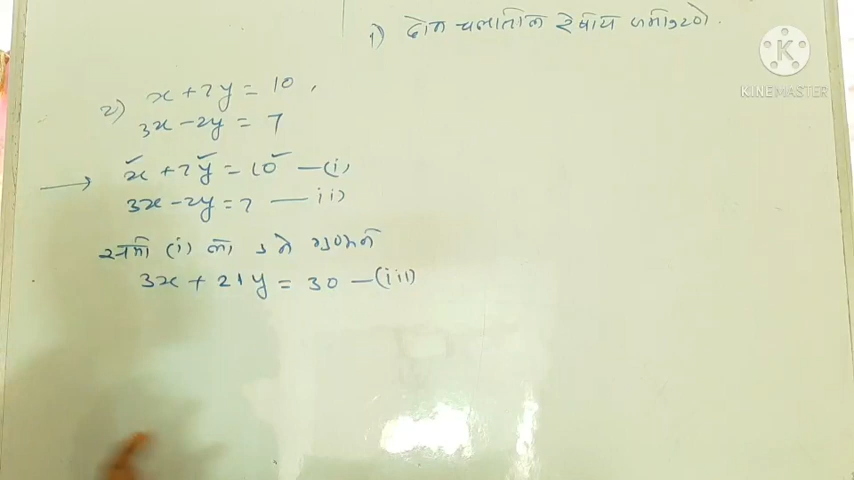 1) दोन चलातील रेषीय समीकरणे.
K
KINEMASTER
2) x + 7y = 10 ,
3x - 2y = 7
→ x + 7y = 10 — (i)
3x - 2y = 7 — ii)
समी (i) ला 3 ने गुणून
3x + 21y = 30 — (iii)